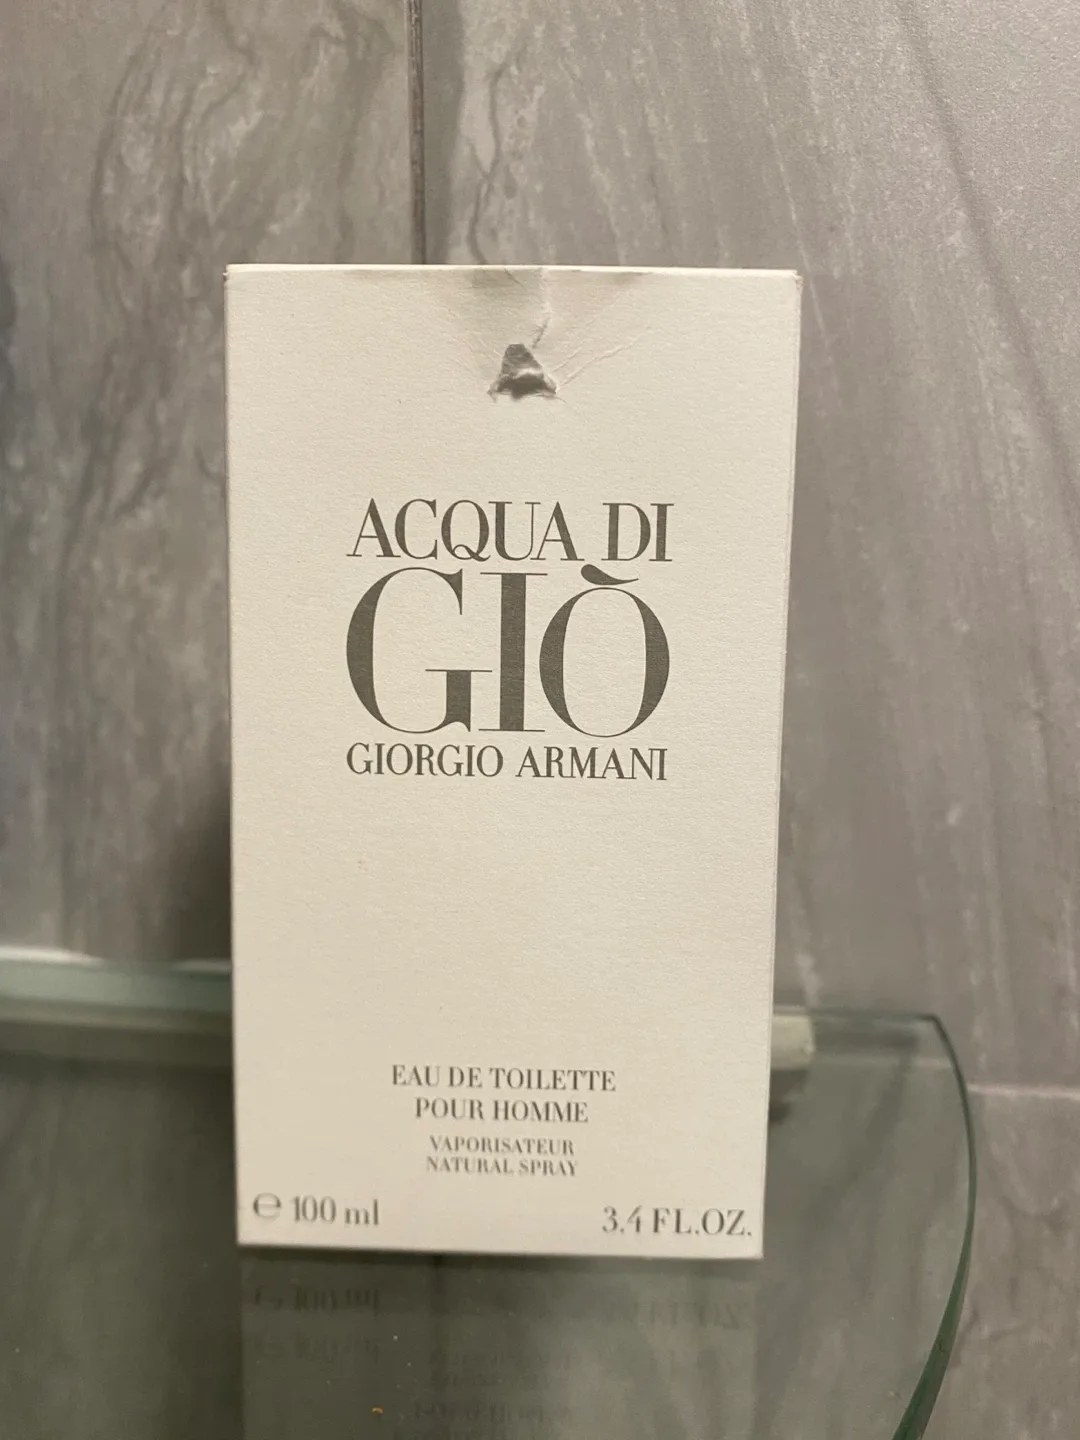 ACQUA DI
GIÒ
GIORGIO ARMANI
EAU DE TOILETTE
POUR HOMME
VAPORISATEUR
NATURAL SPRAY
℮ 100 ml 3.4 FL.OZ.